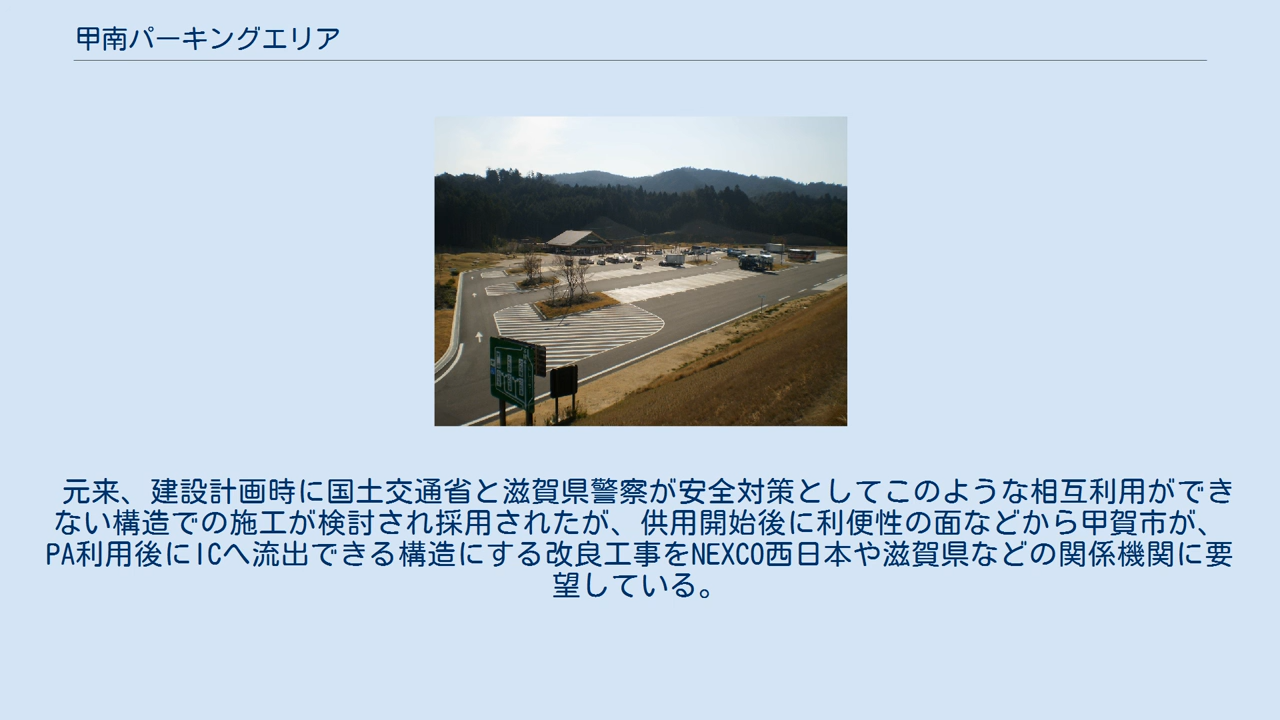 甲南パーキングエリア
元来、建設計画時に国土交通省と滋賀県警察が安全対策としてこのような相互利用ができ
ない構造での施工が検討され採用されたが、供用開始後に利便性の面などから甲賀市が、
PA利用後にICへ流出できる構造にする改良工事をNEXCO西日本や滋賀県などの関係機関に要
望している。